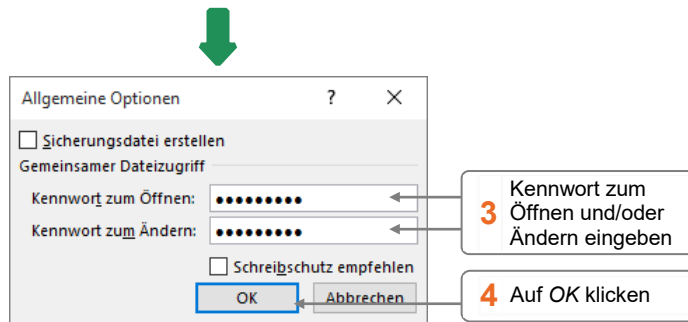 Allgemeine Optionen ? ×
Sicherungsdatei erstellen
Gemeinsamer Dateizugriff
Kennwort zum Öffnen: •••••••••
Kennwort zum Ändern: •••••••••
Schreibschutz empfehlen
OK Abbrechen
3 Kennwort zum
Öffnen und/oder
Ändern eingeben
4 Auf OK klicken